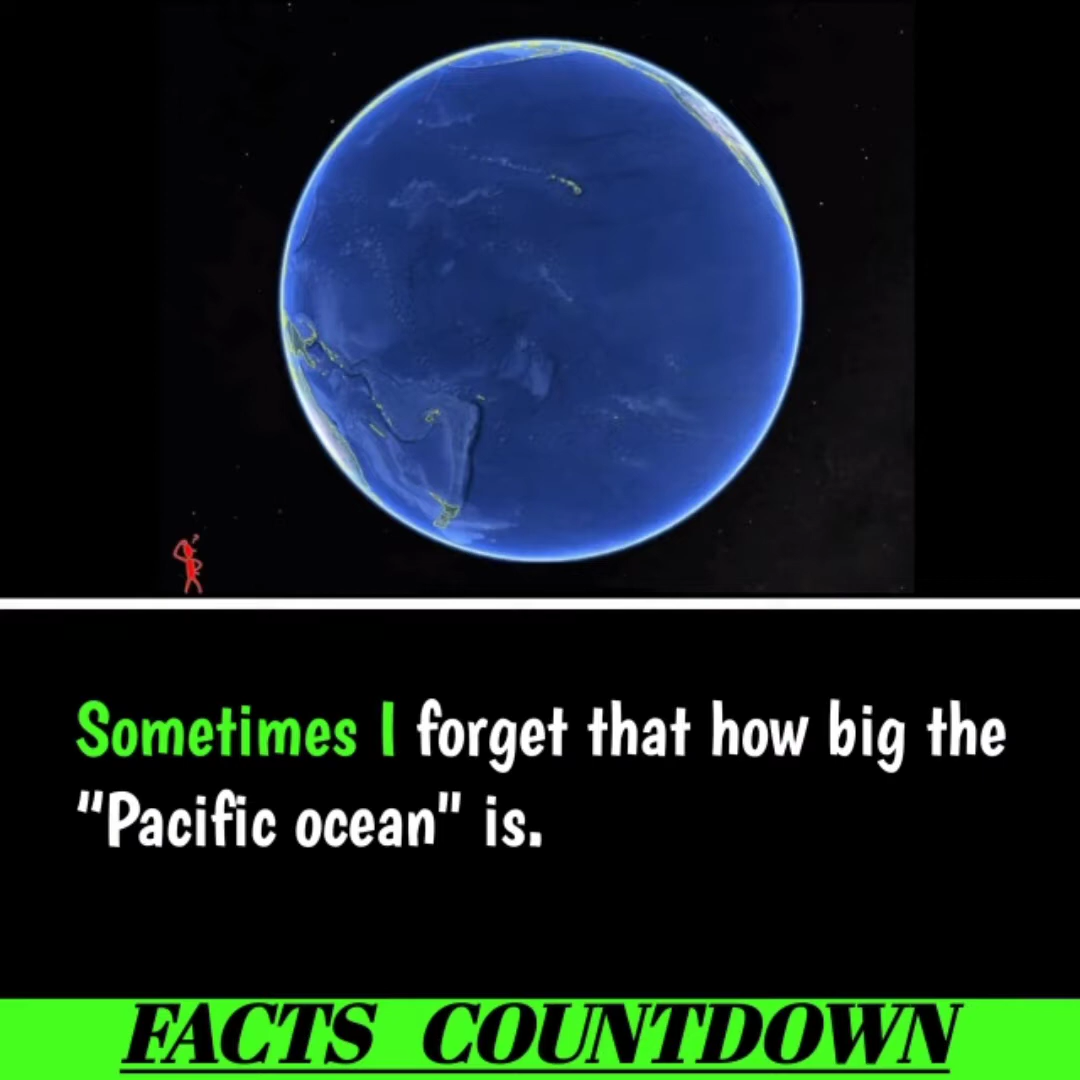 Sometimes I forget that how big the
"Pacific ocean" is.
FACTS COUNTDOWN